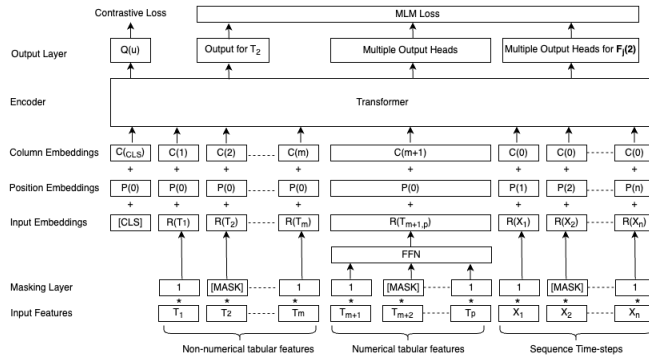 Contrastive Loss MLM Loss
Output Layer Q(u) Output for T2 Multiple Output Heads Multiple Output Heads for Fj(2)
Encoder Transformer
Column Embeddings C(CLS) C(1) C(2) C(m) C(m+1) C(0) C(0) C(0)
+ + + + + + + +
Position Embeddings P(0) P(0) P(0) P(0) P(0) P(1) P(2) P(n)
+ + + + + + + +
Input Embeddings [CLS] R(T1) R(T2) R(Tm) R(Tm+1,p) R(X1) R(X2) R(Xn)
FFN
Masking Layer 1 [MASK] 1 1 [MASK] 1 1 [MASK] 1
* * * * * * * * *
Input Features T1 T2 Tm Tm+1 Tm+2 Tp X1 X2 Xn
Non-numerical tabular features Numerical tabular features Sequence Time-steps